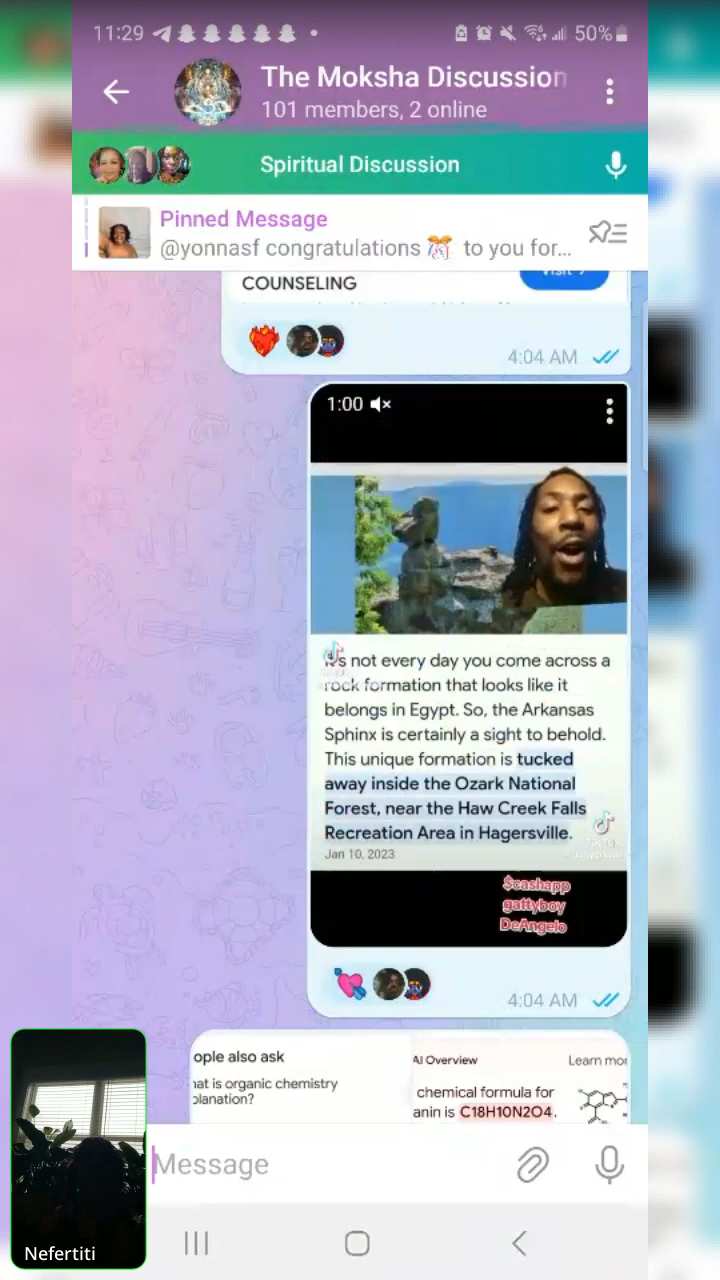 11:29
50%
The Moksha Discussion
101 members, 2 online
Spiritual Discussion
Pinned Message
@yonnasf congratulations 🎊 to you for...
COUNSELING
Visit >
4:04 AM
1:00
It's not every day you come across a
rock formation that looks like it
belongs in Egypt. So, the Arkansas
Sphinx is certainly a sight to behold.
This unique formation is tucked
away inside the Ozark National
Forest, near the Haw Creek Falls
Recreation Area in Hagersville.
Jan 10, 2023
$cashapp
gattyboy
DeAngelo
4:04 AM
ople also ask
hat is organic chemistry
planation?
AI Overview
Learn mor
chemical formula for
anin is C18H10N2O4.
Message
Nefertiti